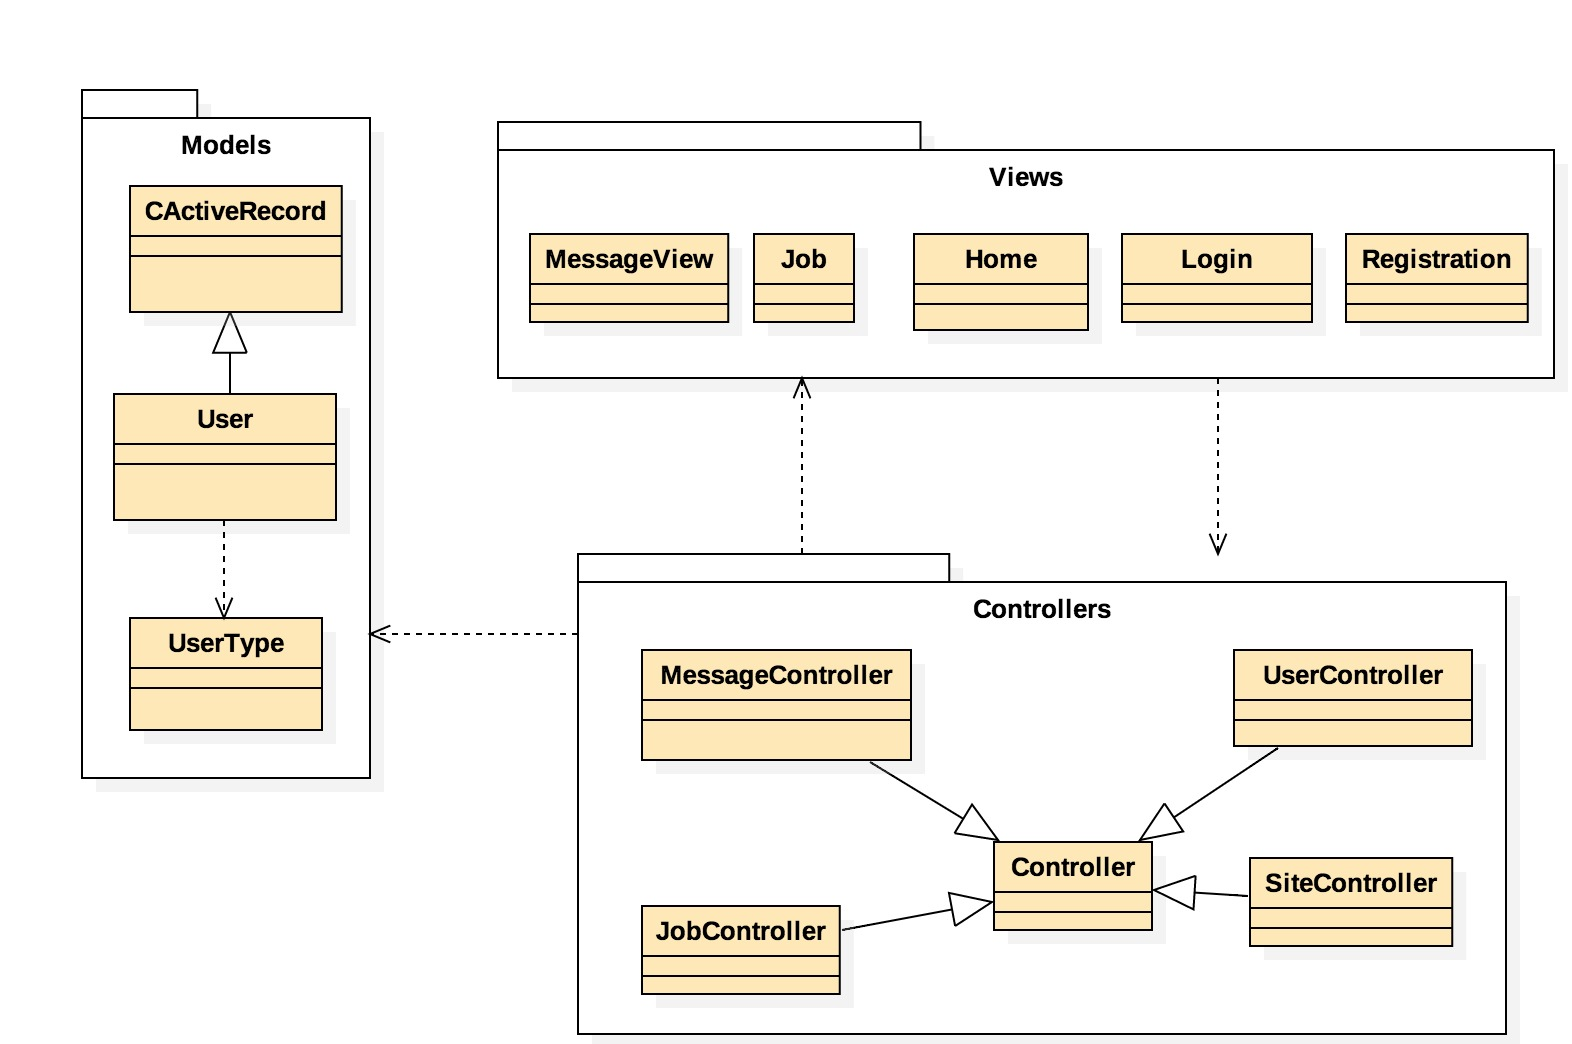 Models
CActiveRecord
User
UserType
Views
MessageView
Job
Home
Login
Registration
Controllers
MessageController
UserController
Controller
SiteController
JobController